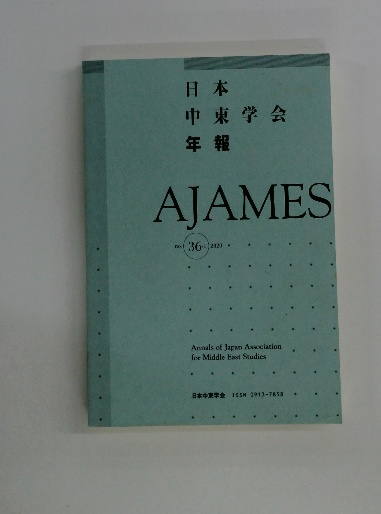 日本
中東学会
年報
AJAMES
no. 36 2020
Annals of Japan Association
for Middle East Studies
日本中東学会 ISSN 0913-7858